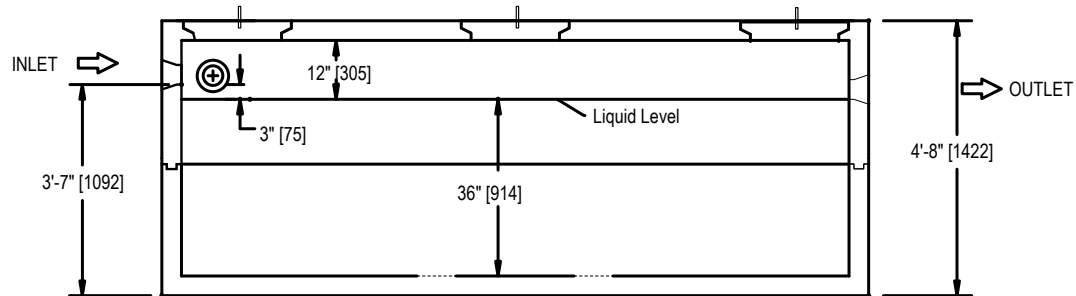 INLET
12" [305]
OUTLET
Liquid Level
3" [75]
4'-8" [1422]
3'-7" [1092]
36" [914]